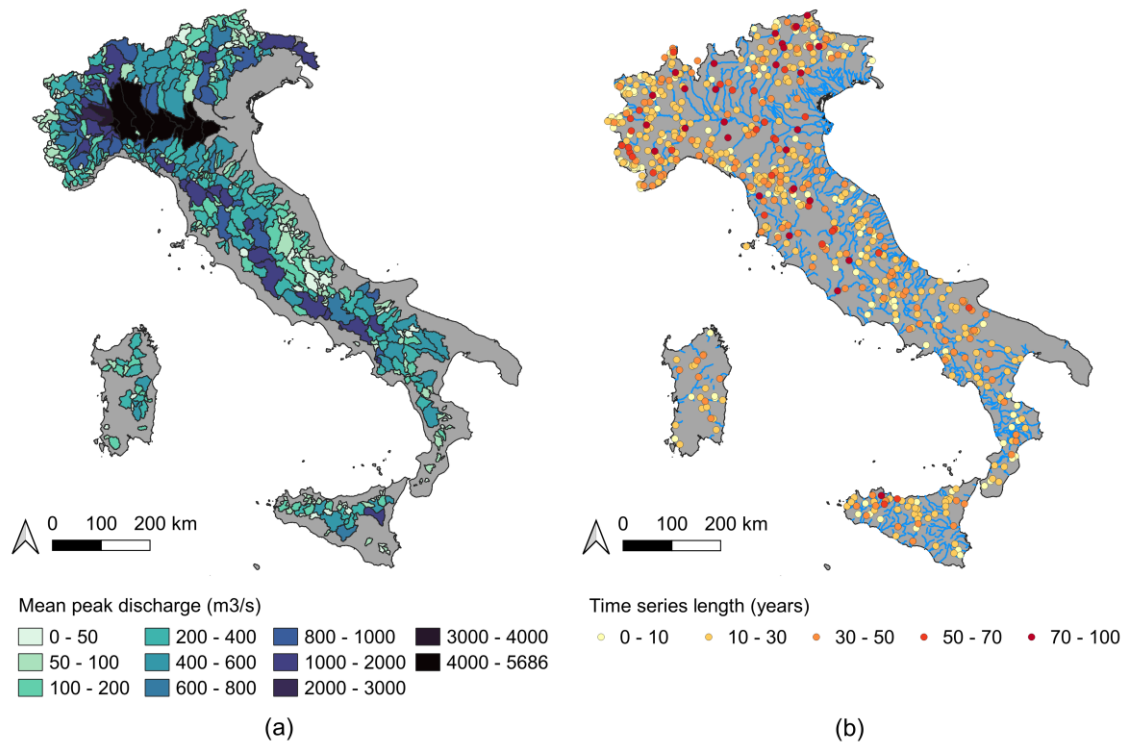 0 100 200 km
0 100 200 km
Mean peak discharge (m3/s)
0 - 50 200 - 400 800 - 1000 3000 - 4000
50 - 100 400 - 600 1000 - 2000 4000 - 5686
100 - 200 600 - 800 2000 - 3000
Time series length (years)
0 - 10 10 - 30 30 - 50 50 - 70 70 - 100
(a)
(b)